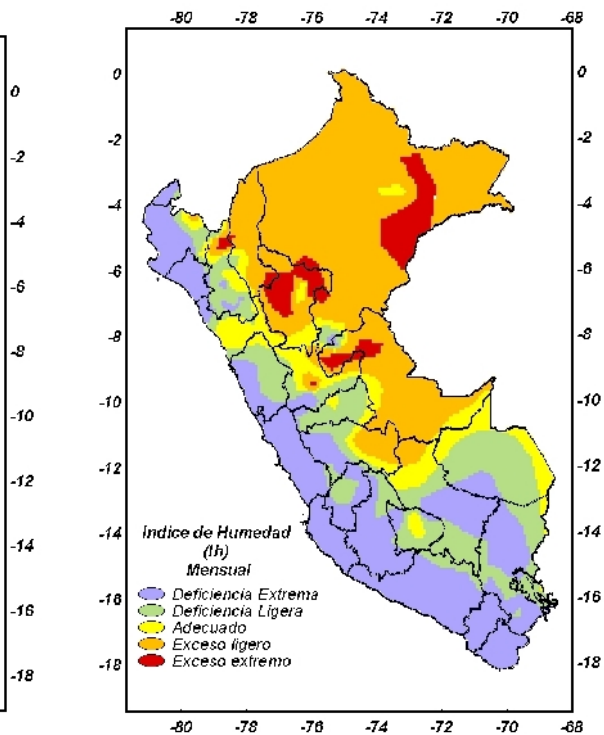 -80 -78 -76 -74 -72 -70 -68
0 0 0
-2 -2 -2
-4 -4 -4
-6 -6 -6
-8 -8 -8
-10 -10 -10
-12 -12 -12
-14 -14 -14
-16 -16 -16
-18 -18 -18
Índice de Humedad
(Ih)
Mensual
Deficiencia Extrema
Deficiencia Ligera
Adecuado
Exceso ligero
Exceso extremo
-80 -78 -76 -74 -72 -70 -68